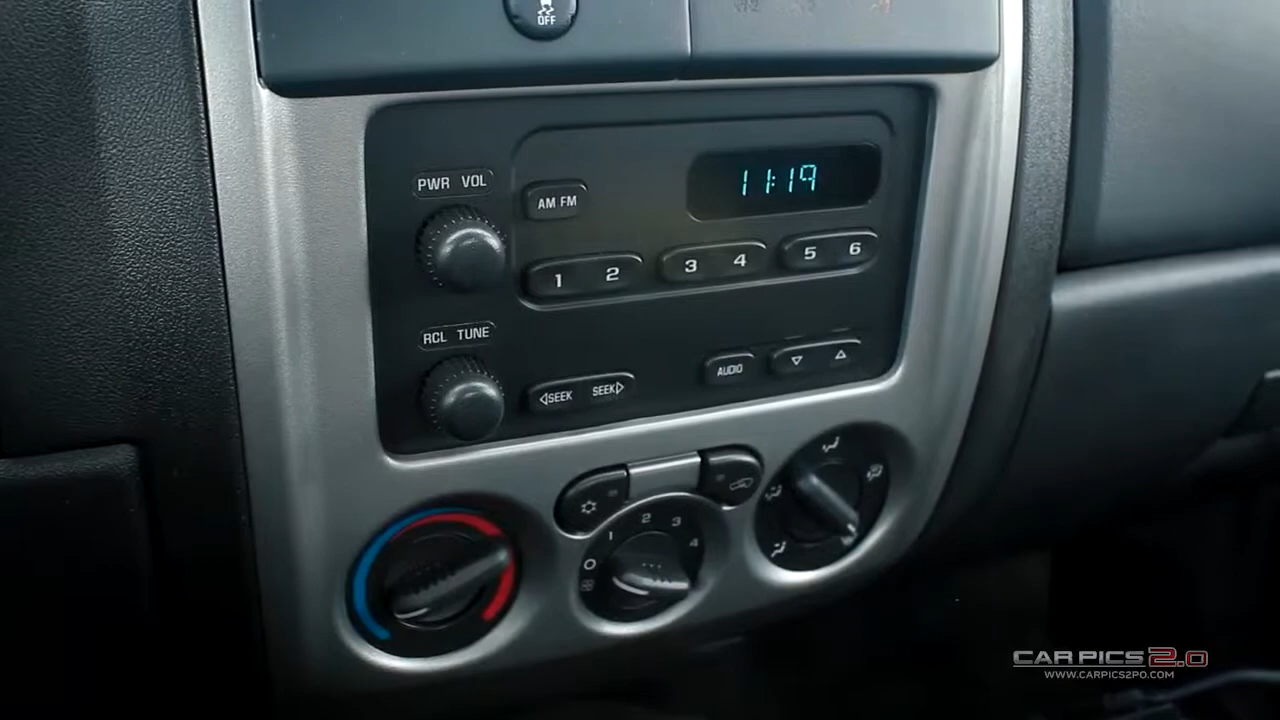 OFF
11:19
PWR VOL
AM FM
1 2 3 4 5 6
RCL TUNE
AUDIO
SEEK SEEK
1 2 3 4
O
CAR PICS 2.0
WWW.CARPICS2PO.COM